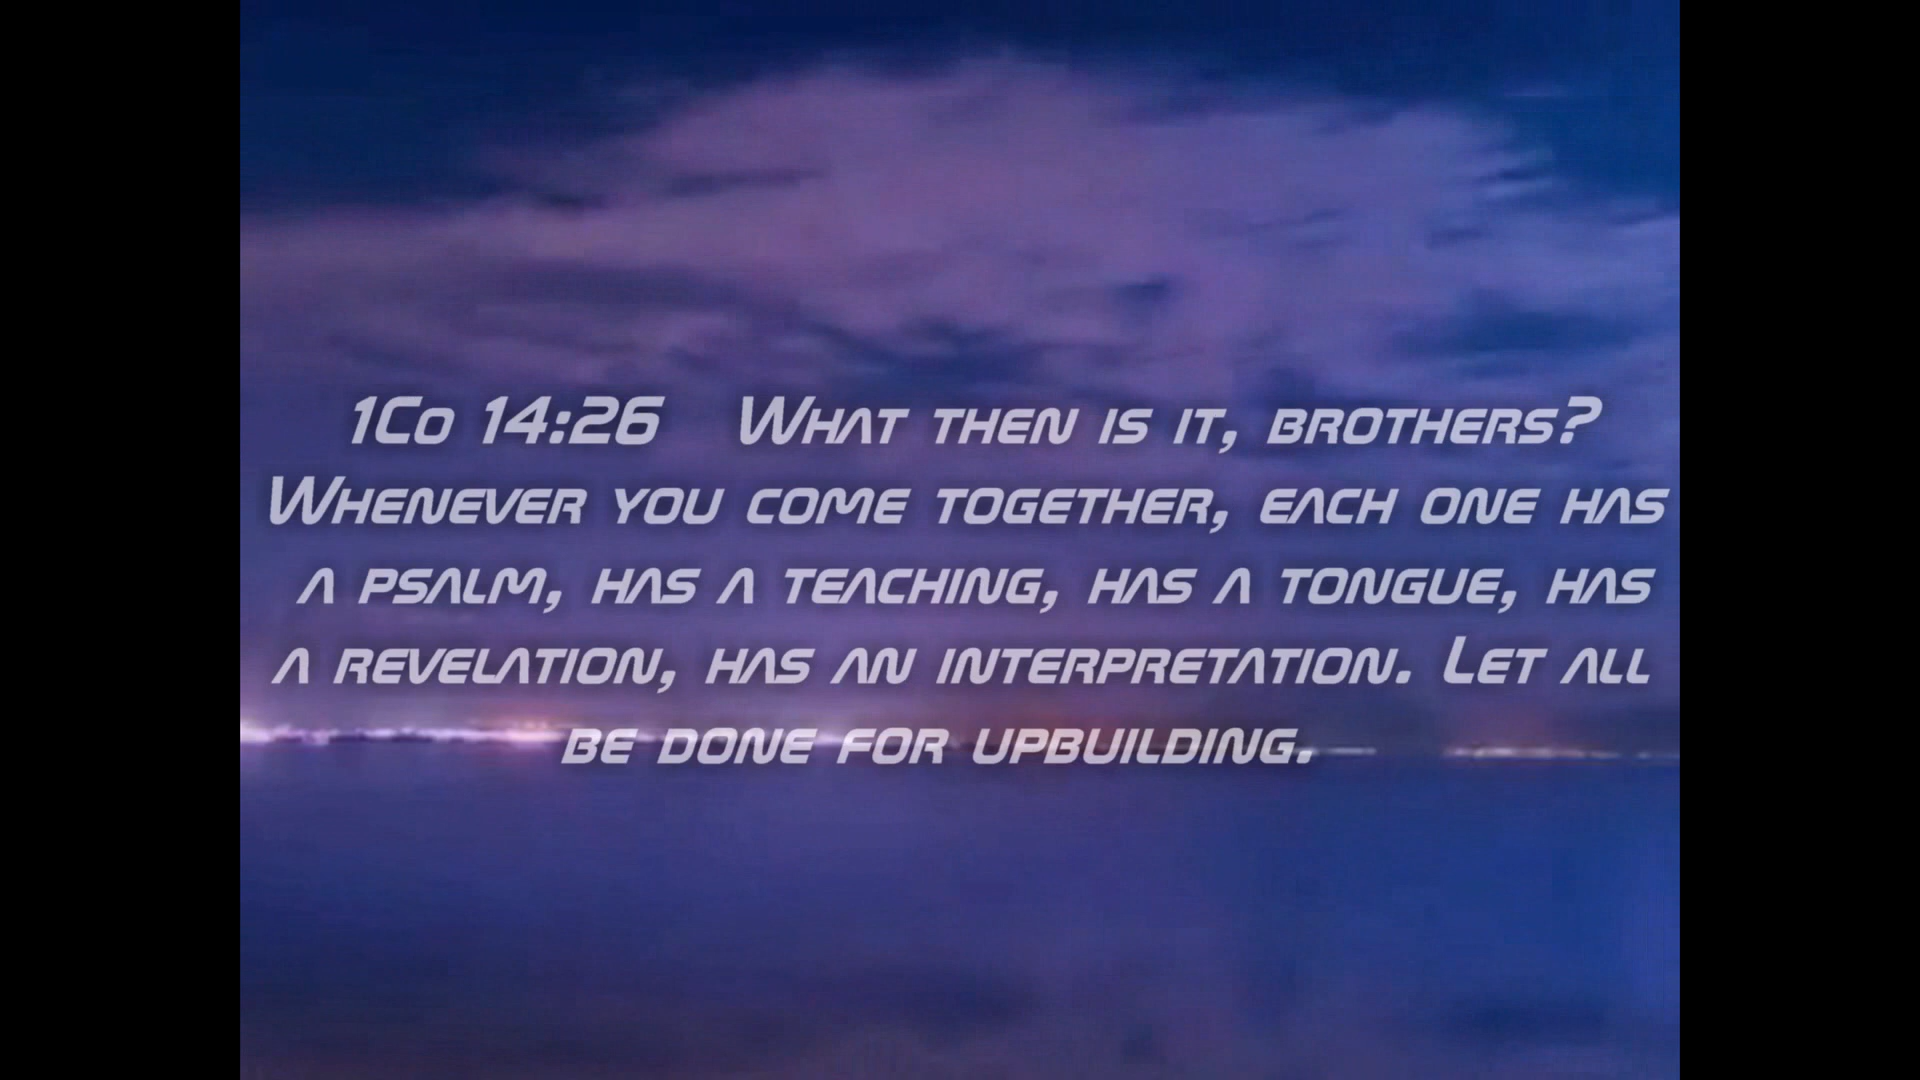 1Co 14:26 What then is it, brothers?
Whenever you come together, each one has
a psalm, has a teaching, has a tongue, has
a revelation, has an interpretation. Let all
be done for upbuilding.